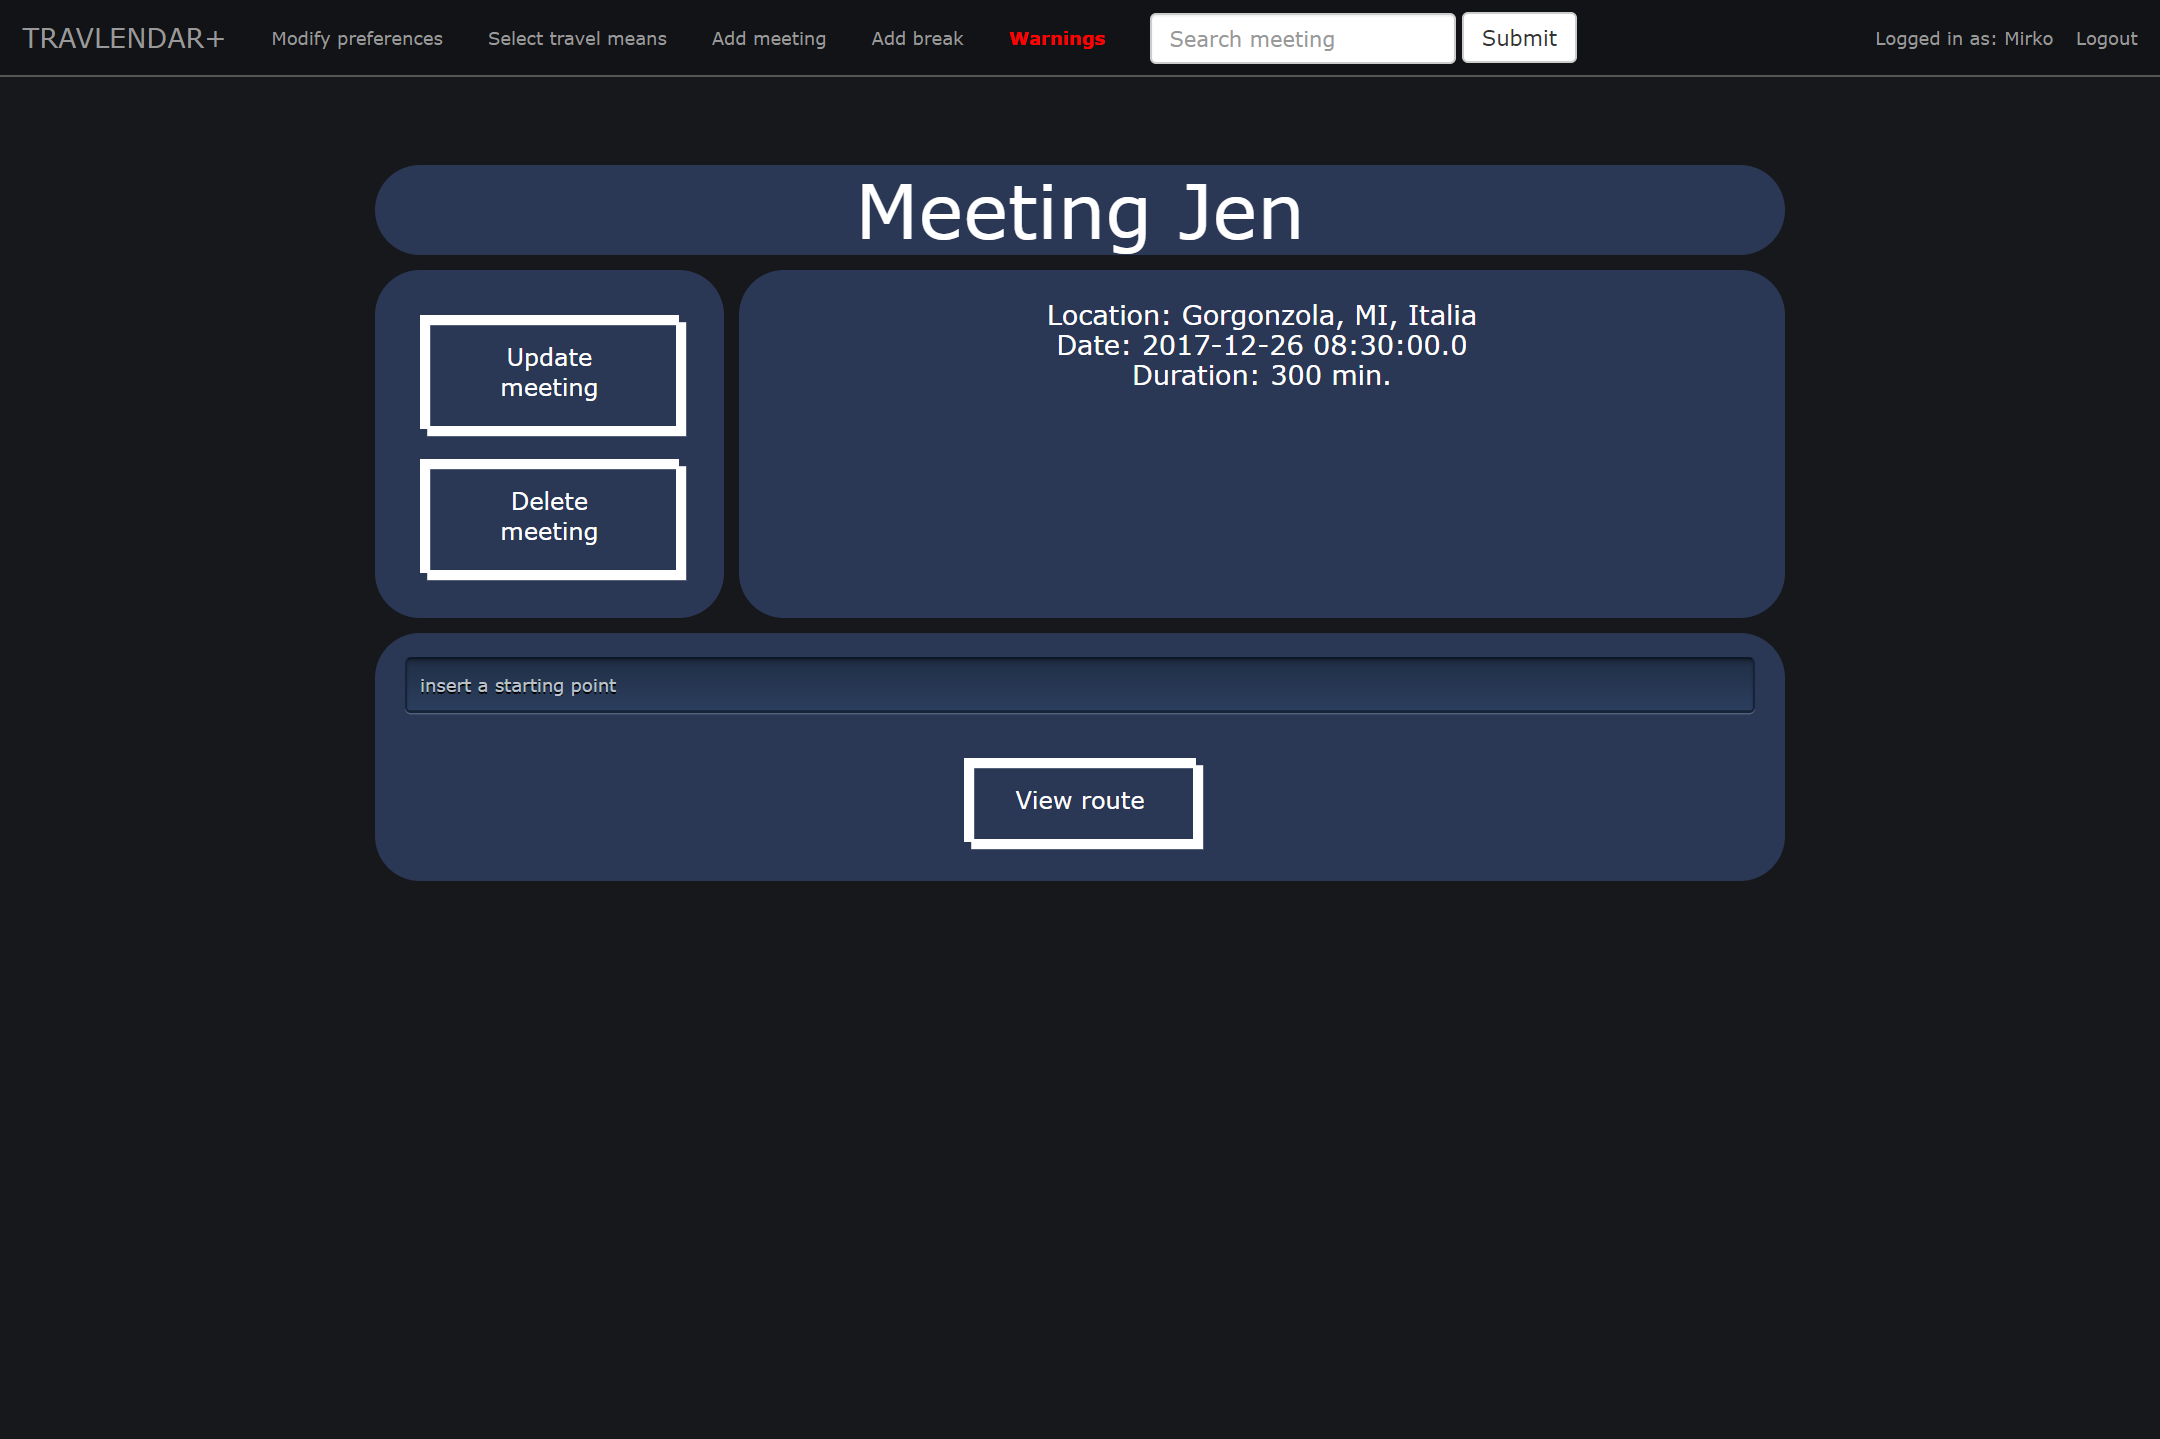 TRAVLENDAR+ Modify preferences Select travel means Add meeting Add break Warnings Search meeting Submit Logged in as: Mirko Logout
Meeting Jen
Update
meeting
Delete
meeting
Location: Gorgonzola, MI, Italia
Date: 2017-12-26 08:30:00.0
Duration: 300 min.
insert a starting point
View route